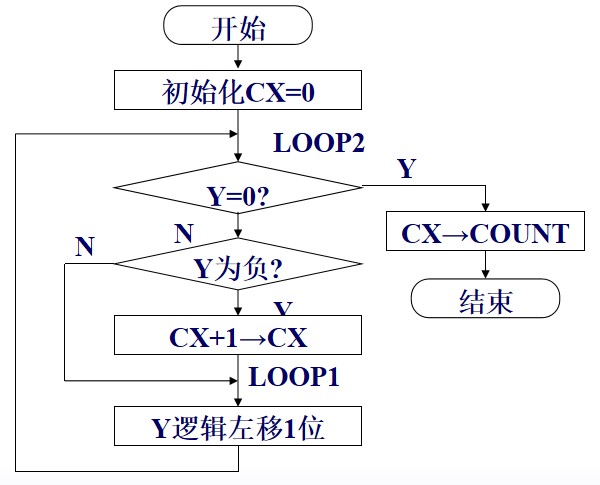 开始
初始化CX=0
LOOP2
Y=0?
Y
N
CX→COUNT
N
Y为负?
结束
Y
CX+1→CX
LOOP1
Y逻辑左移1位